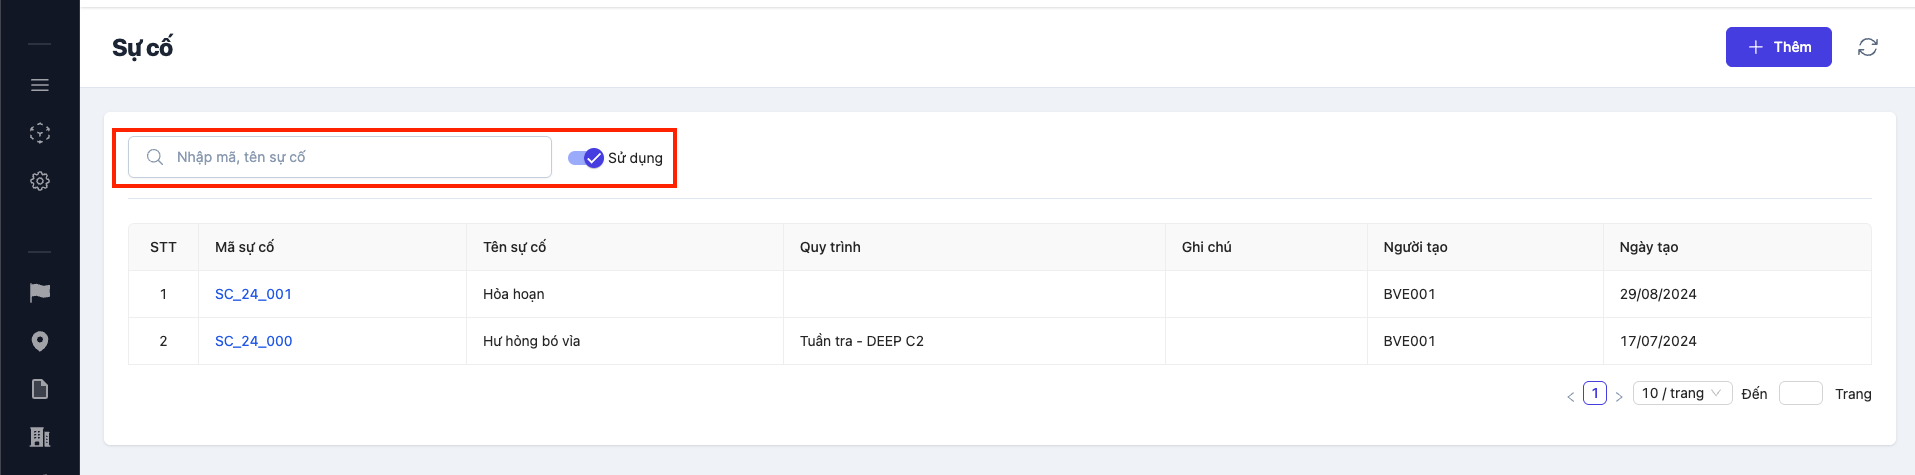 Sự cố
Thêm
Nhập mã, tên sự cố
Sử dụng
STT Mã sự cố Tên sự cố Quy trình Ghi chú Người tạo Ngày tạo
1 SC_24_001 Hỏa hoạn BVE001 29/08/2024
2 SC_24_000 Hư hỏng bó vỉa Tuần tra - DEEP C2 BVE001 17/07/2024
< 1 > 10 / trang Đến Trang